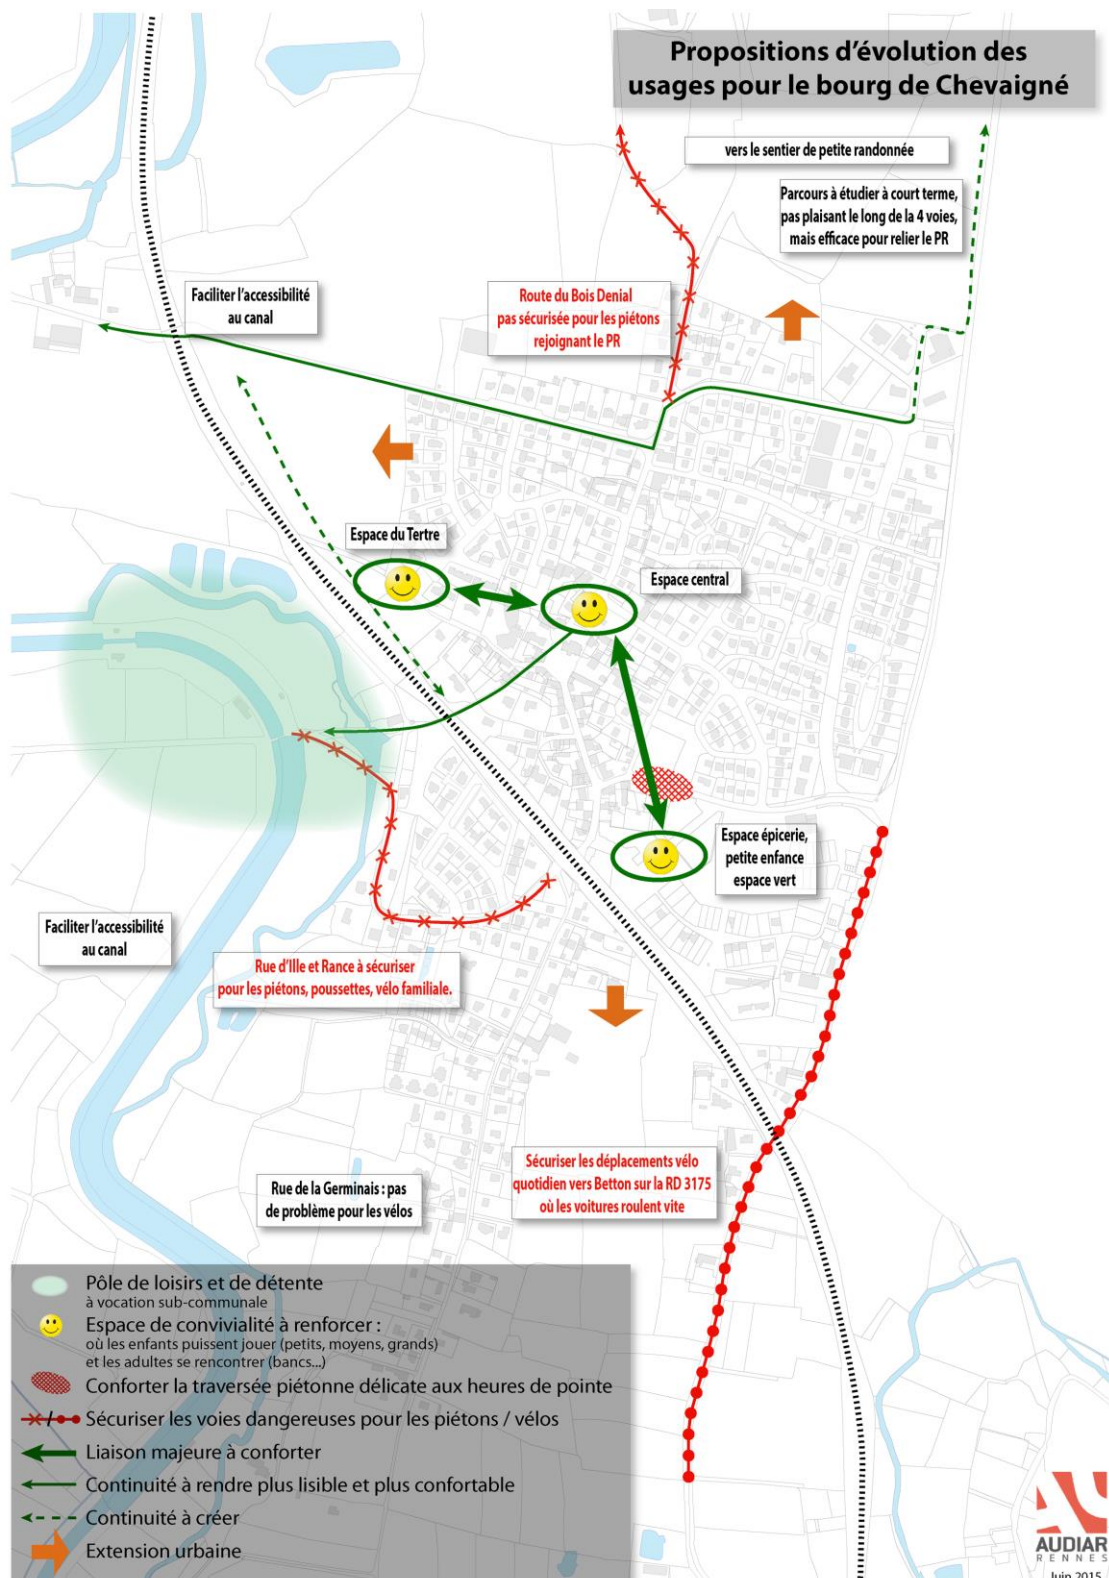 Propositions d'évolution des
usages pour le bourg de Chevaigné
vers le sentier de petite randonnée
Parcours à étudier à court terme,
pas plaisant le long de la 4 voies,
mais efficace pour relier le PR
Faciliter l'accessibilité
au canal
Route du Bois Denial
pas sécurisée pour les piétons
rejoignant le PR
Espace du Tertre
Espace central
Espace épicerie,
petite enfance
espace vert
Faciliter l'accessibilité
au canal
Rue d'Ille et Rance à sécuriser
pour les piétons, poussettes, vélo familiale.
Sécuriser les déplacements vélo
quotidien vers Betton sur la RD 3175
où les voitures roulent vite
Rue de la Germinais : pas
de problème pour les vélos
Pôle de loisirs et de détente
à vocation sub-communale
Espace de convivialité à renforcer :
où les enfants puissent jouer (petits, moyens, grands)
et les adultes se rencontrer (bancs...)
Conforter la traversée piétonne délicate aux heures de pointe
Sécuriser les voies dangereuses pour les piétons / vélos
Liaison majeure à conforter
Continuité à rendre plus lisible et plus confortable
Continuité à créer
Extension urbaine
AUDIAR
RENNES
Juin 2015